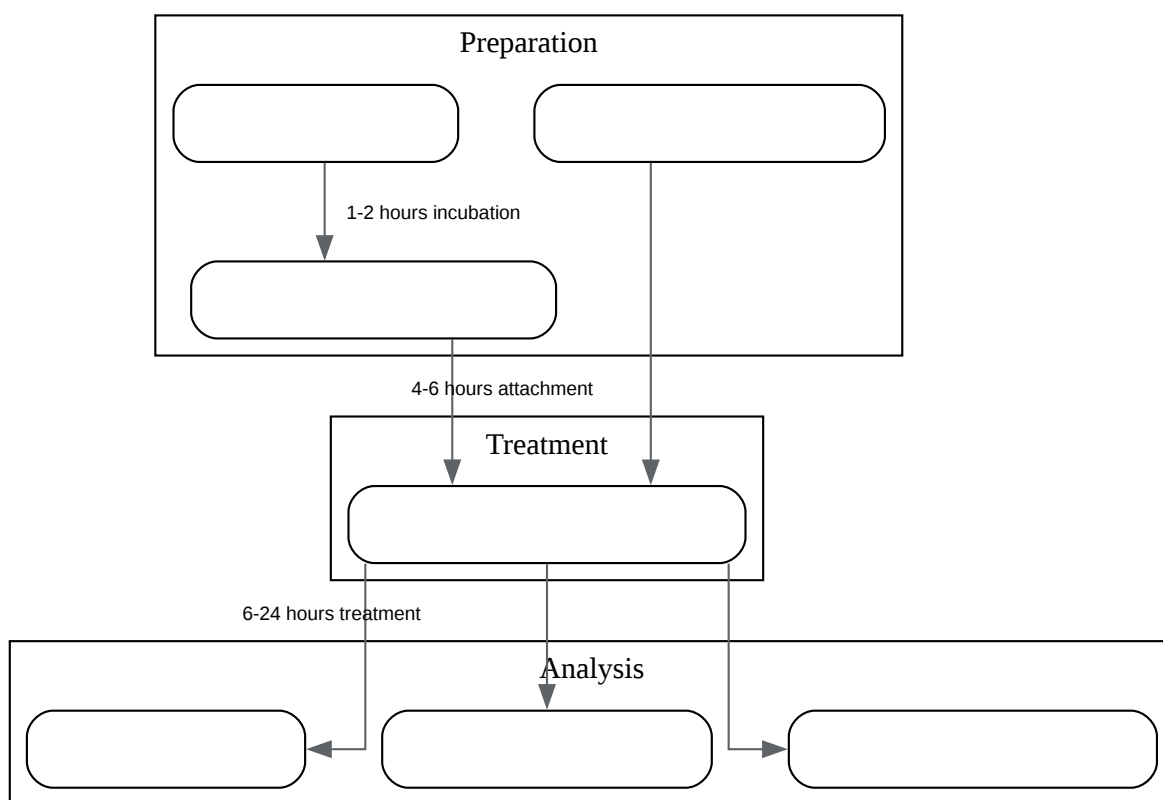 Preparation
1-2 hours incubation
4-6 hours attachment
Treatment
6-24 hours treatment
Analysis